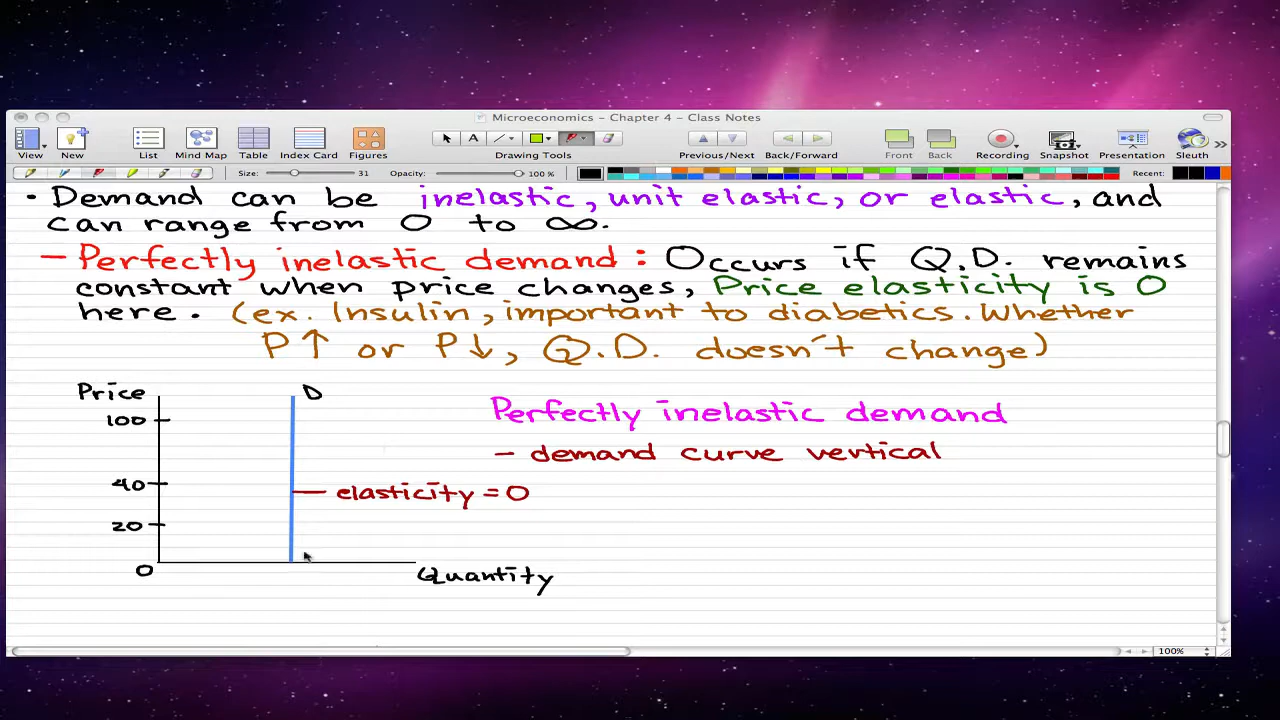 Microeconomics - Chapter 4 - Class Notes
View New List Mind Map Table Index Card Figures Drawing Tools Previous/Next Back/Forward Front Back Recording Snapshot Presentation Sleuth
Size: 31 Opacity: 100 % Recent:
• Demand can be inelastic, unit elastic, or elastic, and
can range from 0 to ∞.
- Perfectly inelastic demand: Occurs if Q.D. remains
constant when price changes, Price elasticity is 0
here. (ex. Insulin, important to diabetics. Whether
P↑ or P↓, Q.D. doesn't change)
Price
D
100
Perfectly inelastic demand
- demand curve vertical
40
elasticity = 0
20
0
Quantity
100%